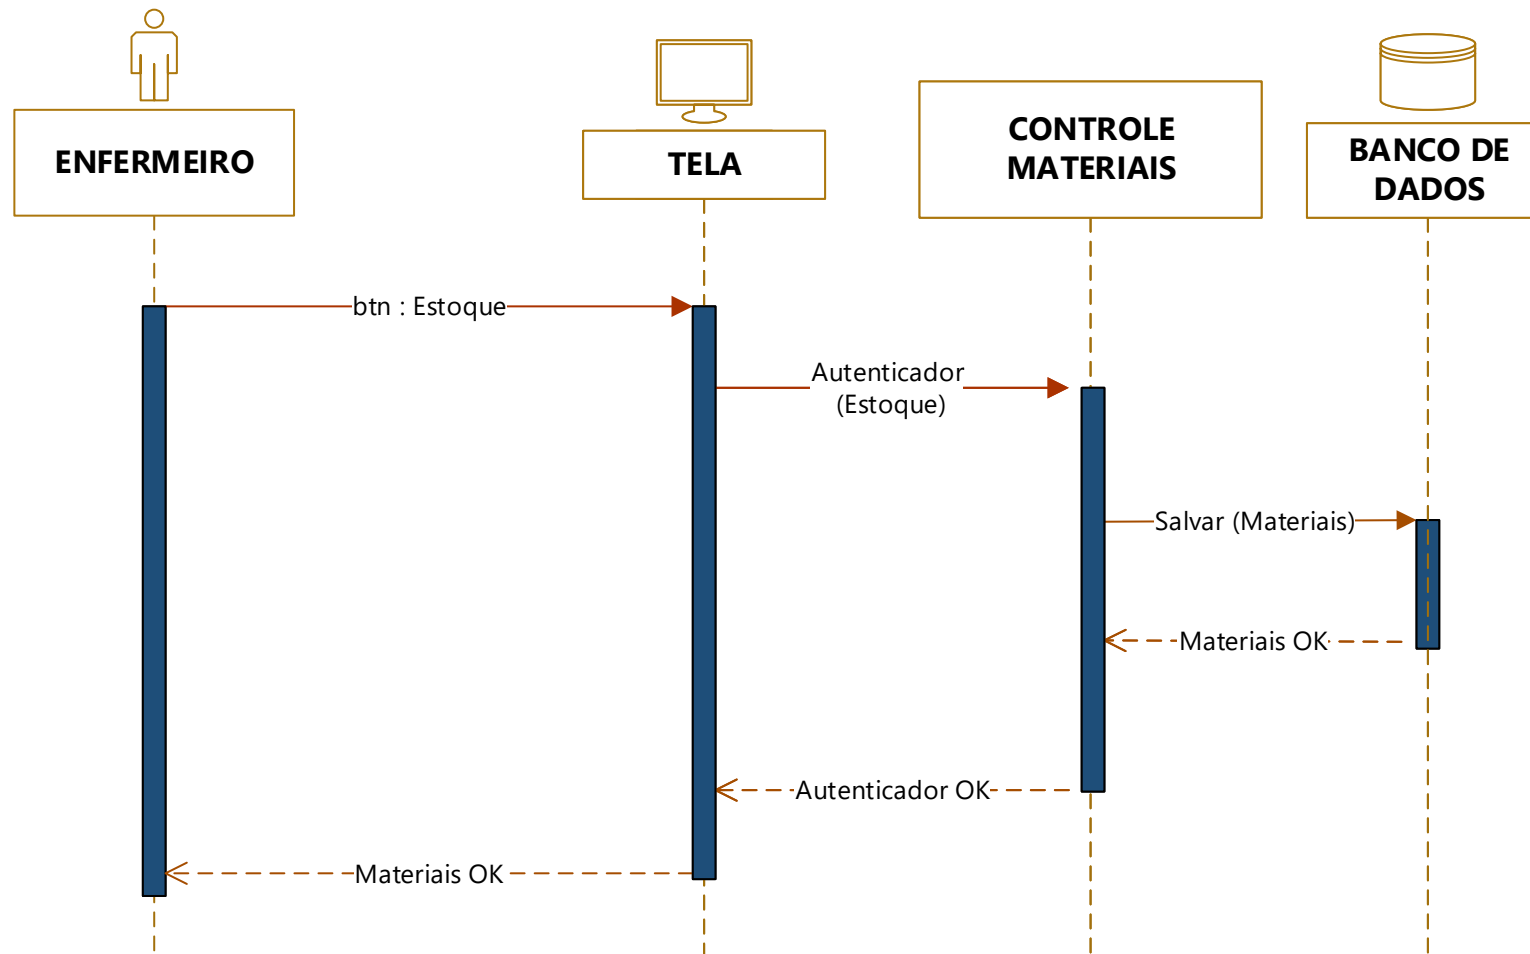 ENFERMEIRO
TELA
CONTROLE
MATERIAIS
BANCO DE
DADOS
btn : Estoque
Autenticador
(Estoque)
Salvar (Materiais)
Materiais OK
Autenticador OK
Materiais OK